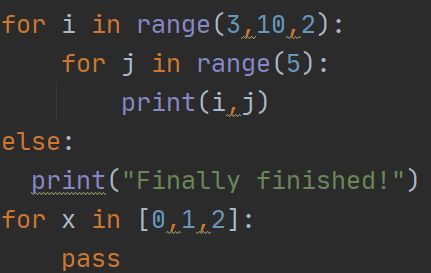 for i in range(3,10,2):
    for j in range(5):
        print(i,j)
else:
  print("Finally finished!")
for x in [0,1,2]:
    pass